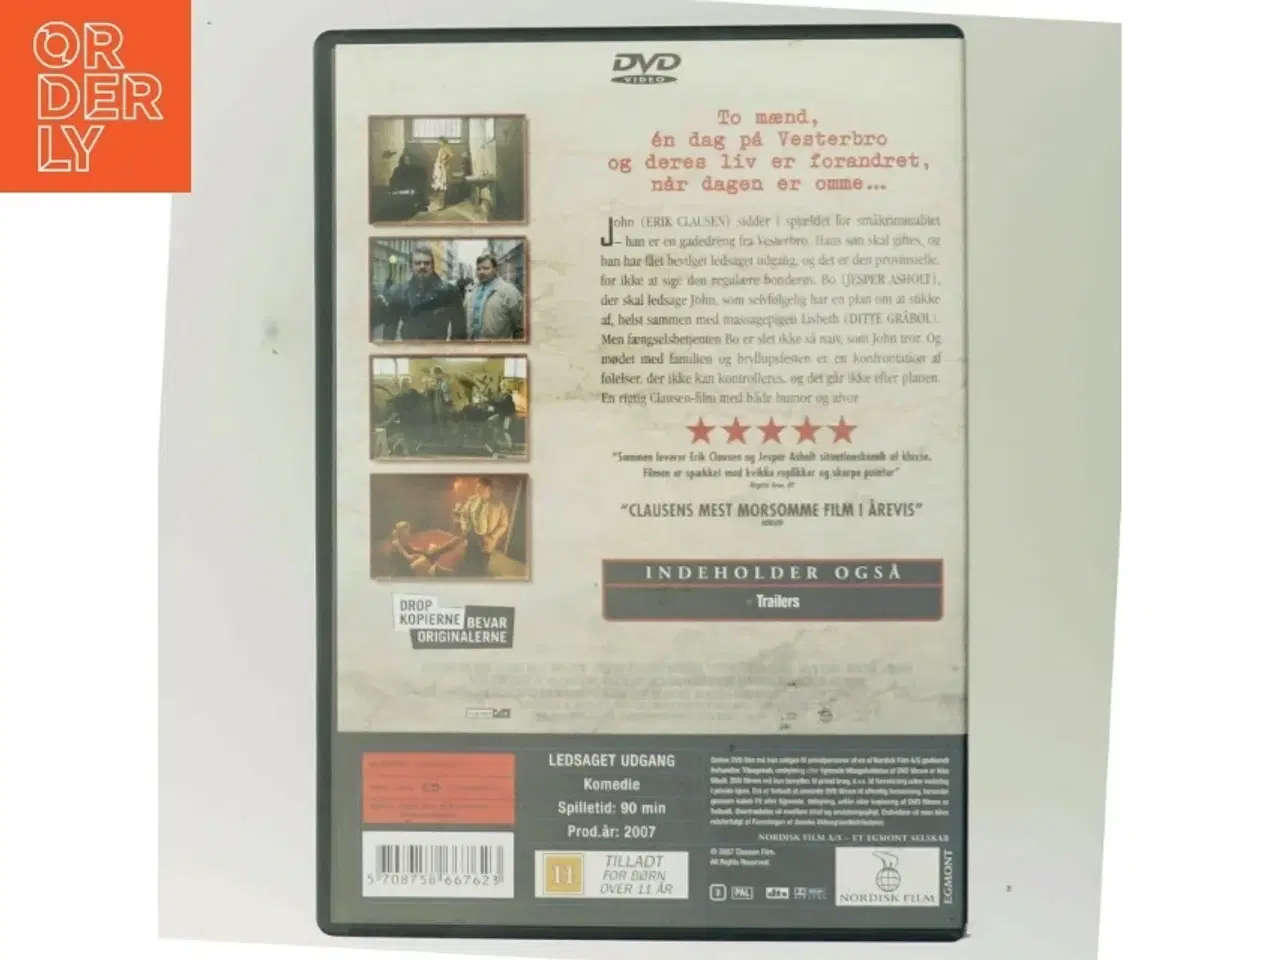 ORDERLY
DVD
VIDEO
To mænd,
én dag på Vesterbro
og deres liv er forandret,
når dagen er omme...
John (ERIK CLAUSEN) sidder i spjældet for småkriminalitet
– han er en gadedreng fra Vesterbro. Hans søn skal giftes, og
han har fået bevilget ledsaget udgang, og det er den provinsielle,
for ikke at sige den regulære bonderøv, Bo (JESPER ASHOLT),
der skal ledsage John, som selvfølgelig har en plan om at stikke
af, helst sammen med massagepigen Lisbeth (DITTE GRÅBØL).
Men fængselsbetjenten Bo er slet ikke så naiv, som John tror. Og
mødet med familien og bryllupsfesten er en konfrontation af
følelser, der ikke kan kontrolleres, og det går ikke efter planen.
En rigtig Clausen-film med både humor og alvor
"Sammen leverer Erik Clausen og Jesper Asholt situationskomik af klasse.
Filmen er spækket med kvikke replikker og skarpe pointer"
"CLAUSENS MEST MORSOMME FILM I ÅREVIS"
INDEHOLDER OGSÅ
Trailers
DROP
KOPIERNE
BEVAR
ORIGINALERNE
LEDSAGET UDGANG
Komedie
Spilletid: 90 min
Prod.år: 2007
5 708758 667623
11
TILLADT
FOR BØRN
OVER 11 ÅR
NORDISK FILM A/S – ET EGMONT SELSKAB
© 2007 Clausen Film.
All Rights Reserved.
PAL
dts
NORDISK FILM
EGMONT